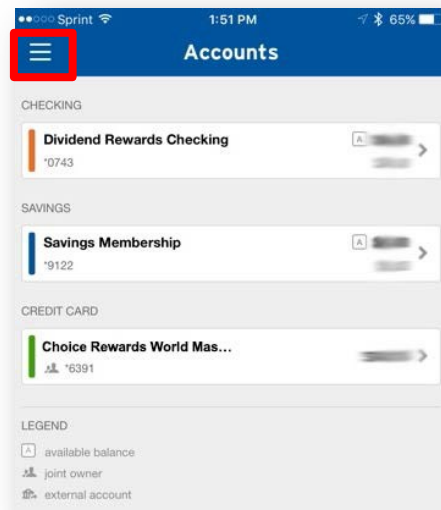 Sprint 1:51 PM 65%
Accounts
CHECKING
Dividend Rewards Checking A
*0743
SAVINGS
Savings Membership A
*9122
CREDIT CARD
Choice Rewards World Mas...
*6391
LEGEND
A available balance
joint owner
external account